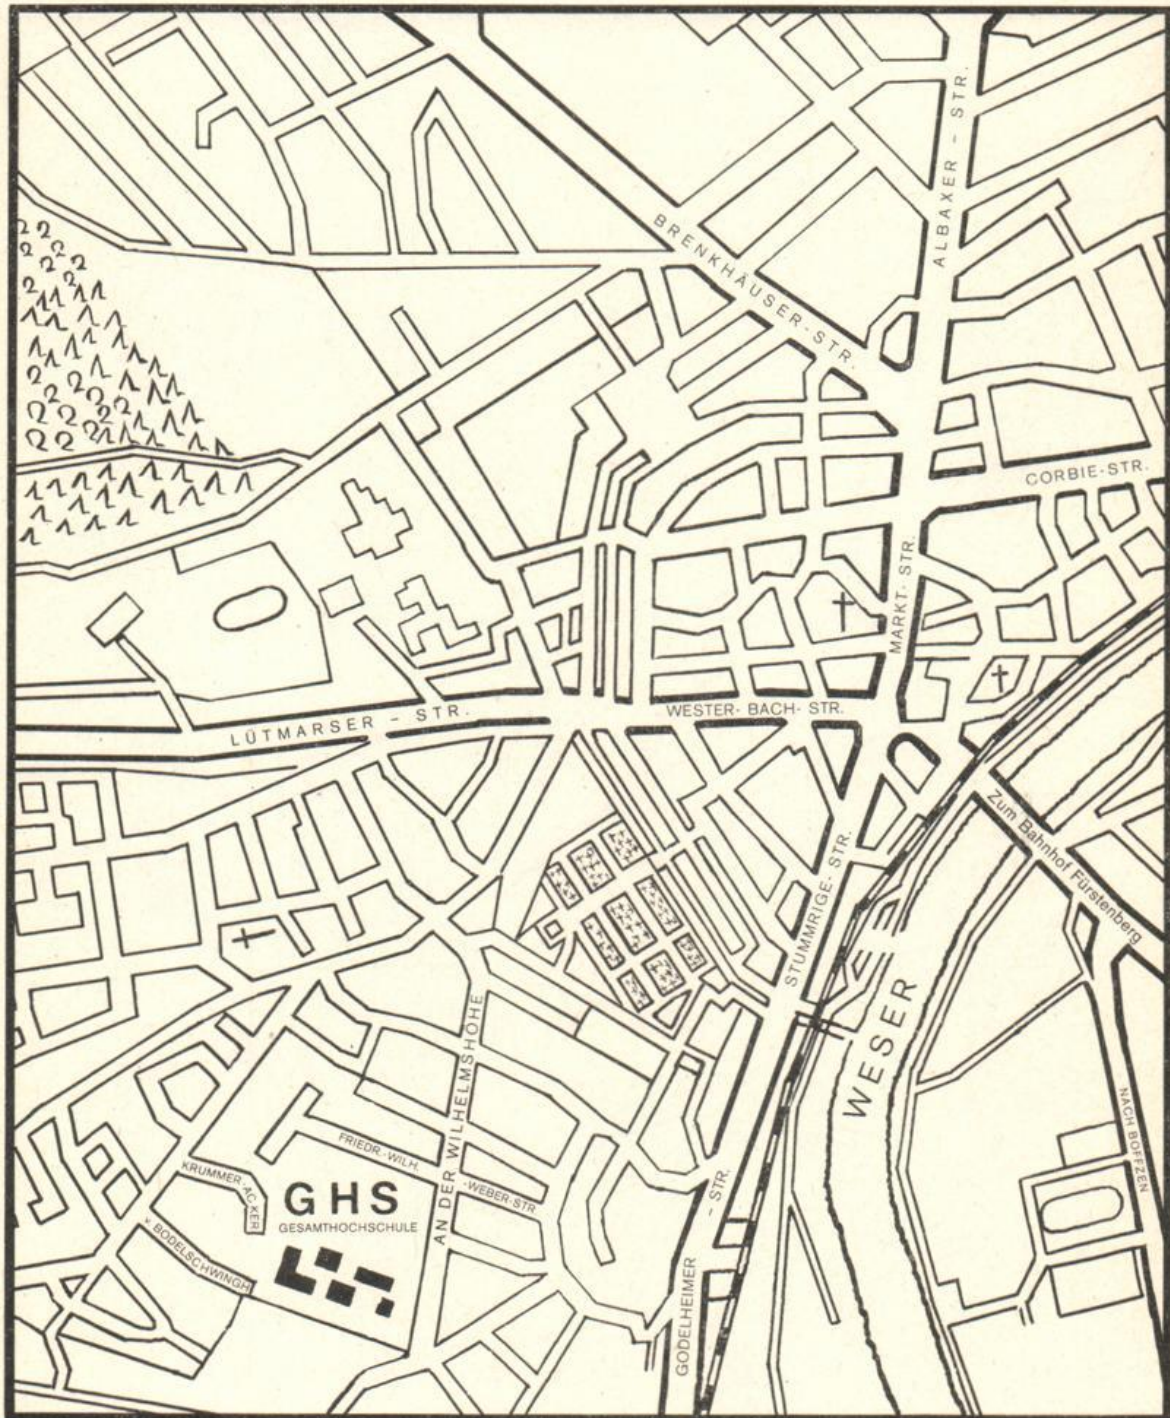 BRENKHÄUSER-STR.
ALBAXER - STR.
CORBIE-STR.
MARKT-STR.
WESTER-BACH-STR.
LÜTMARSER - STR.
Zum Bahnhof Fürstenberg
STUMMRIGE-STR.
WESER
AN DER WILHELMSHÖHE
NACH BOFFZEN
FRIEDR.-WILH.
-WEBER-STR.
KRUMMER-ACKER
GHS
GESAMTHOCHSCHULE
v. BODELSCHWINGH
GODELHEIMER
- STR.